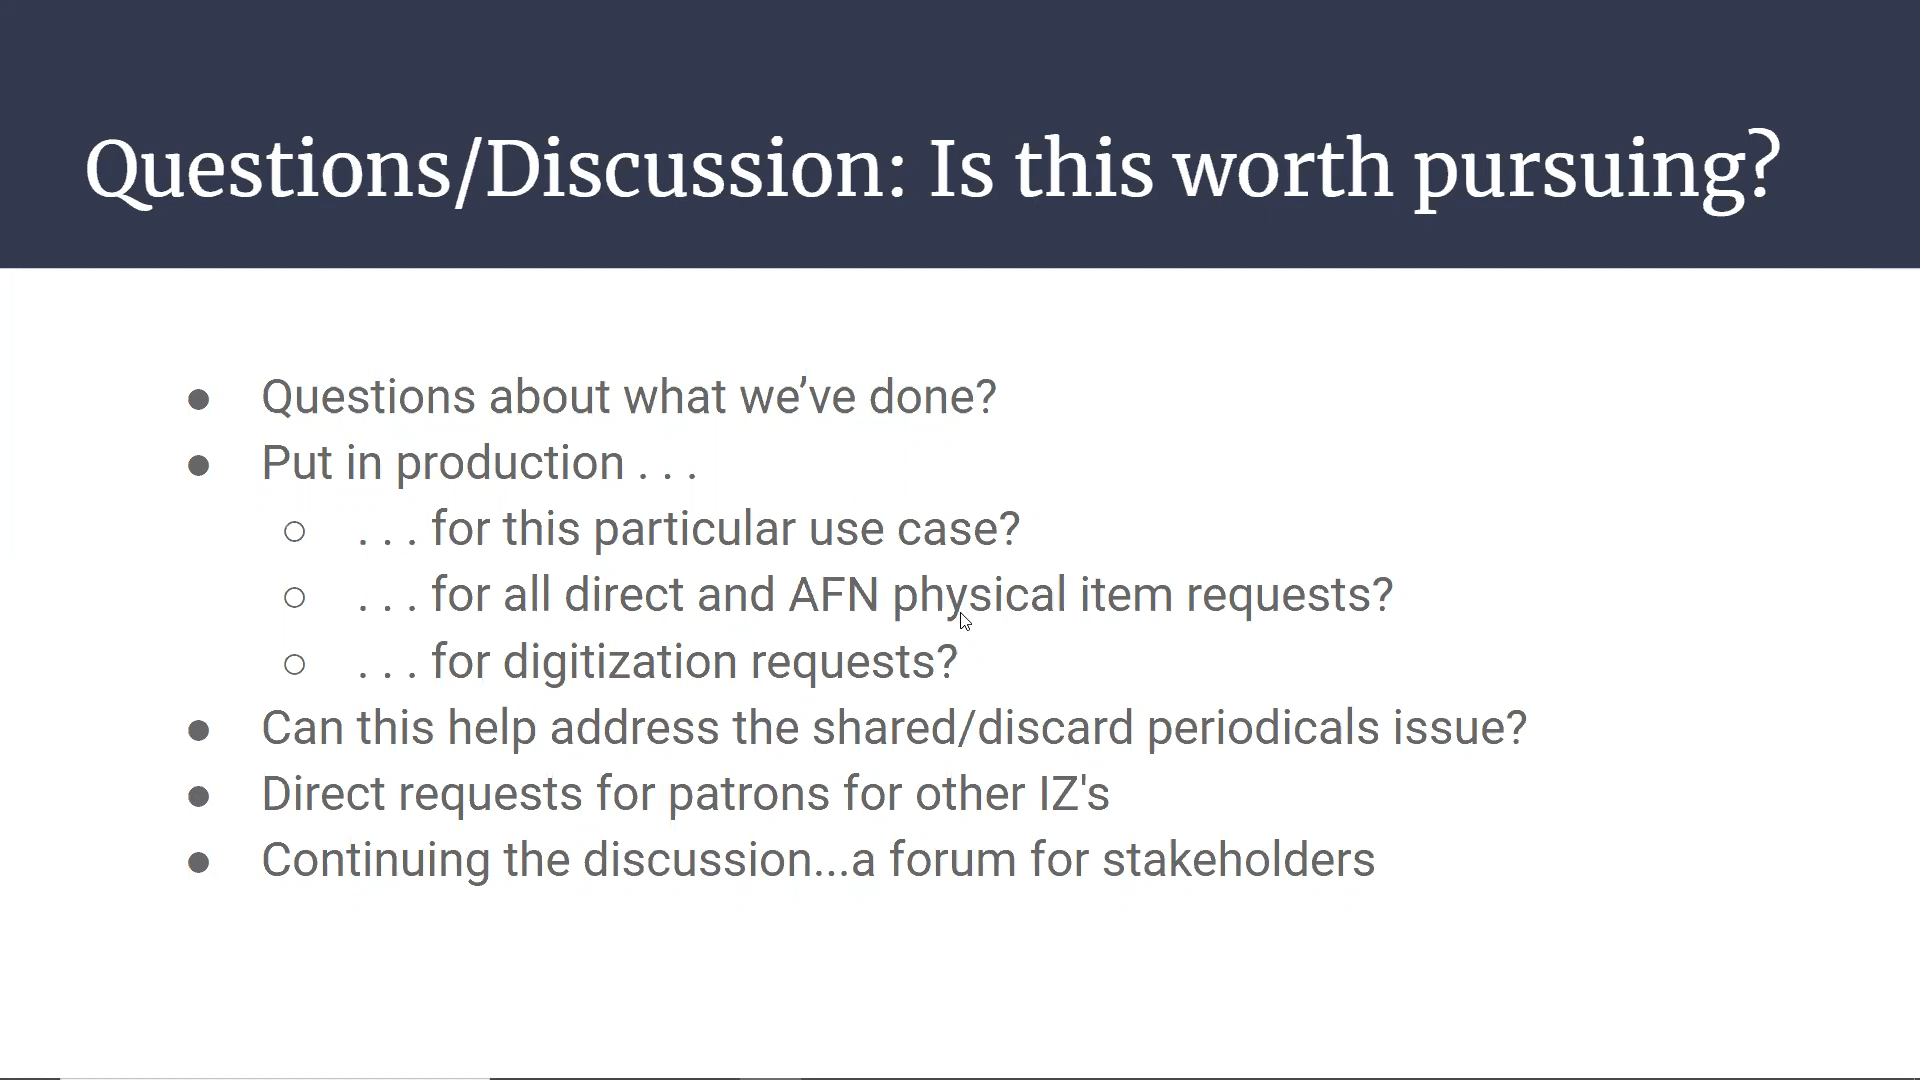 Questions/Discussion: Is this worth pursuing?
● Questions about what we’ve done?
● Put in production . . .
○ . . . for this particular use case?
○ . . . for all direct and AFN physical item requests?
○ . . . for digitization requests?
● Can this help address the shared/discard periodicals issue?
● Direct requests for patrons for other IZ's
● Continuing the discussion...a forum for stakeholders